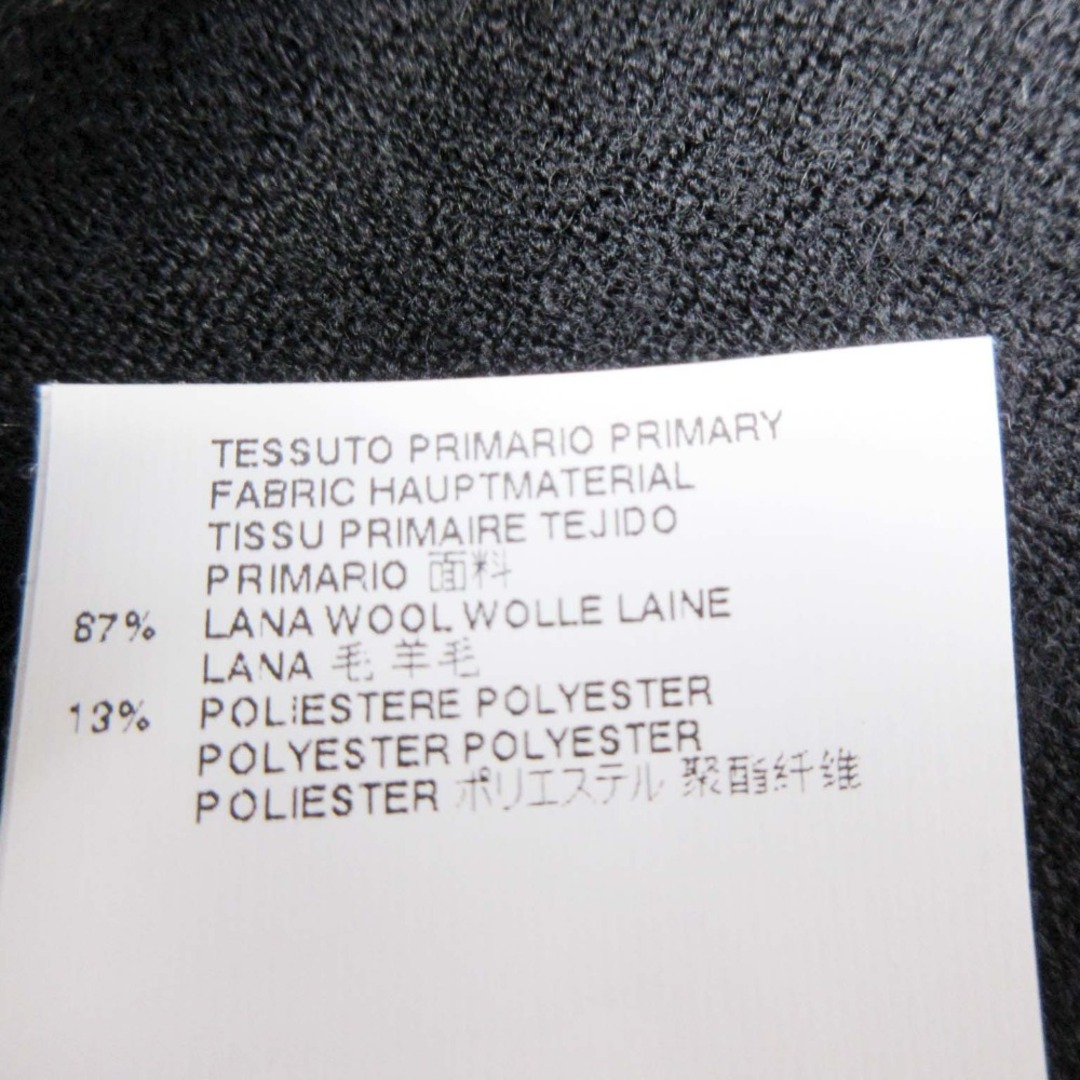 TESSUTO PRIMARIO PRIMARY
FABRIC HAUPTMATERIAL
TISSU PRIMAIRE TEJIDO
PRIMARIO 面料
87% LANA WOOL WOLLE LAINE
LANA 毛 羊毛
13% POLIESTERE POLYESTER
POLYESTER POLYESTER
POLIESTER ポリエステル 聚酯纤维